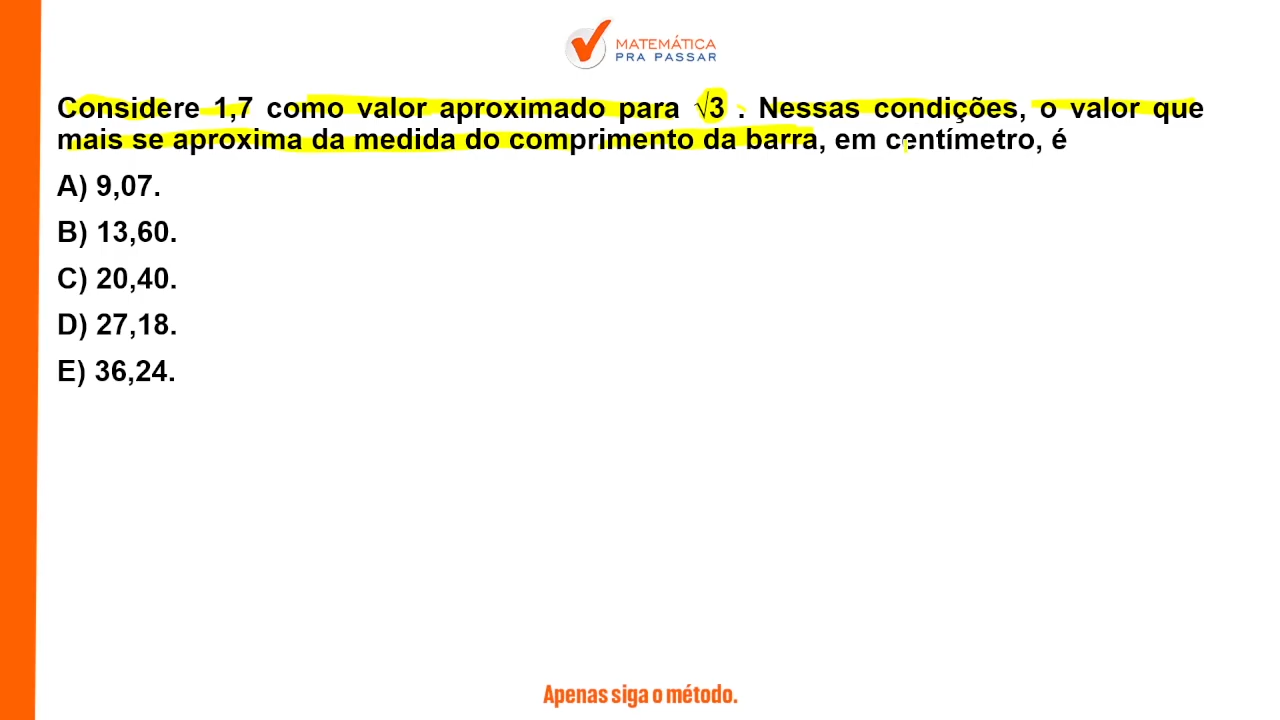 MATEMÁTICA
PRA PASSAR
Considere 1,7 como valor aproximado para √3 . Nessas condições, o valor que
mais se aproxima da medida do comprimento da barra, em centímetro, é
A) 9,07.
B) 13,60.
C) 20,40.
D) 27,18.
E) 36,24.
Apenas siga o método.